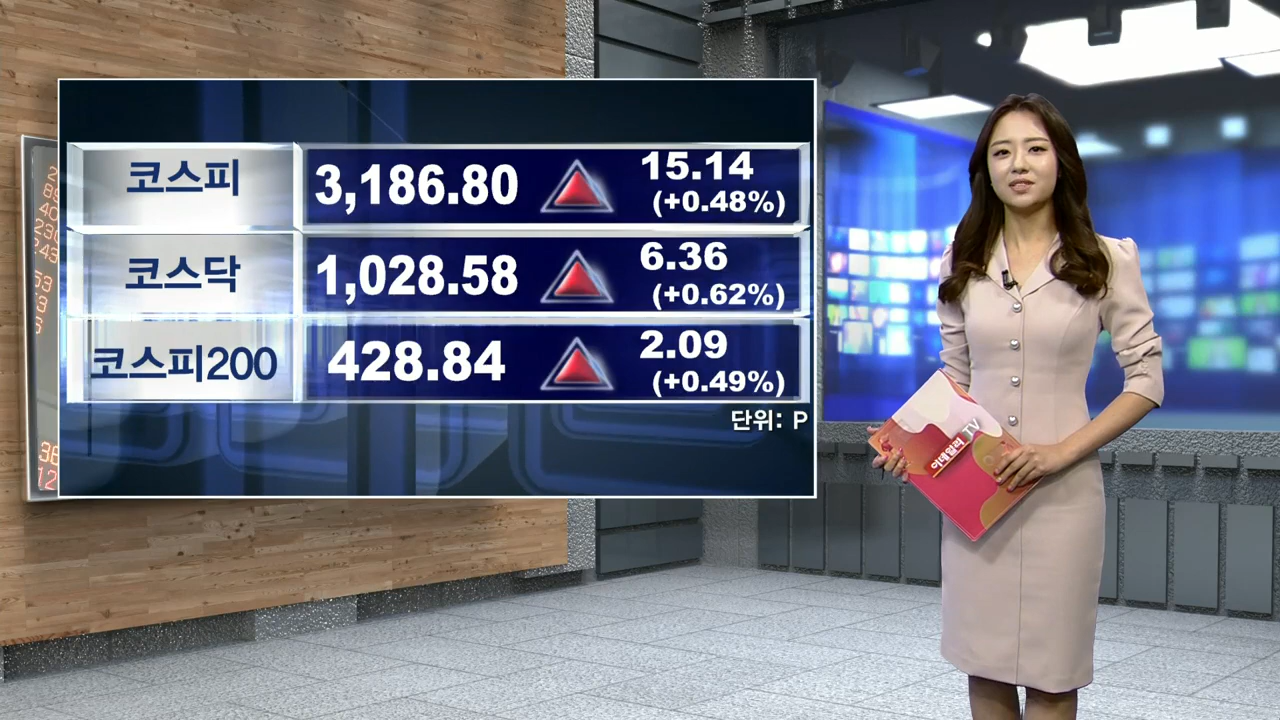 코스피 3,186.80 ▲ 15.14
(+0.48%)
코스닥 1,028.58 ▲ 6.36
(+0.62%)
코스피200 428.84 ▲ 2.09
(+0.49%)
단위: P
이데일리 TV